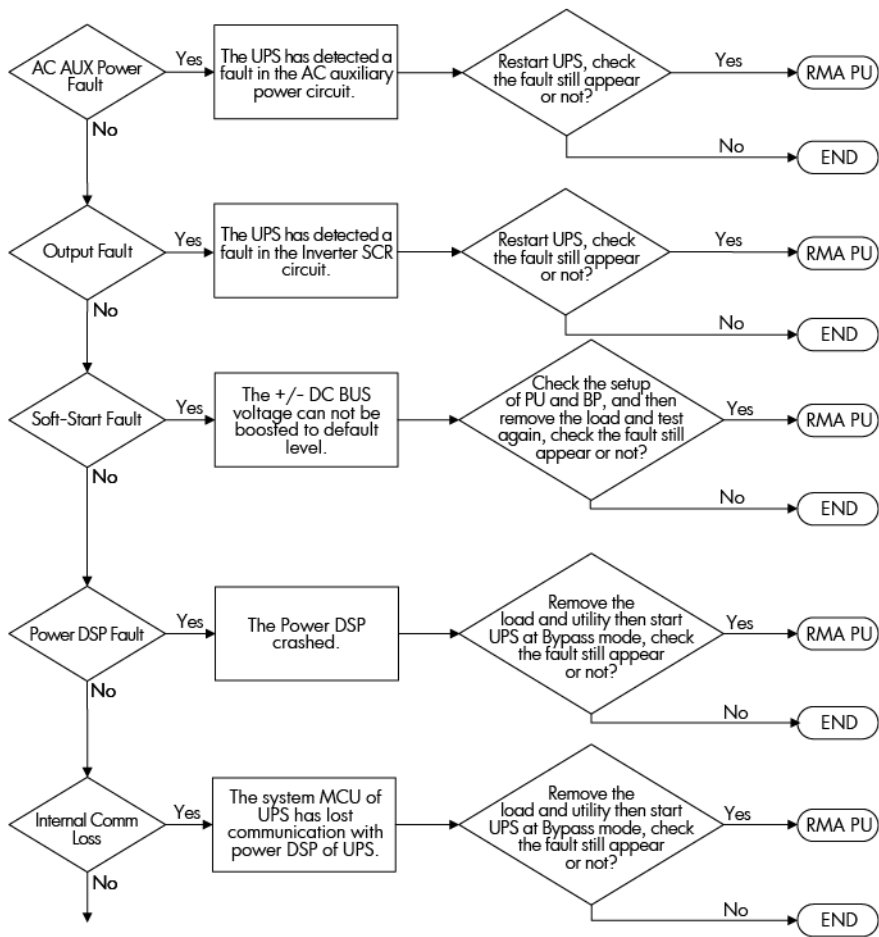 AC AUX Power
Fault
Yes
The UPS has detected a
fault in the AC auxiliary
power circuit.
Restart UPS, check
the fault still appear
or not?
Yes
RMA PU
No
END
No
Output Fault
Yes
The UPS has detected a
fault in the Inverter SCR
circuit.
Restart UPS, check
the fault still appear
or not?
Yes
RMA PU
No
END
No
Soft-Start Fault
Yes
The +/- DC BUS
voltage can not be
boosted to default
level.
Check the setup
of PU and BP, and then
remove the load and test
again, check the fault still
appear or not?
Yes
RMA PU
No
END
No
Power DSP Fault
Yes
The Power DSP
crashed.
Remove the
load and utility then start
UPS at Bypass mode, check
the fault still appear
or not?
Yes
RMA PU
No
END
No
Internal Comm
Loss
Yes
The system MCU of
UPS has lost
communication with
power DSP of UPS.
Remove the
load and utility then start
UPS at Bypass mode, check
the fault still appear
or not?
Yes
RMA PU
No
END
No